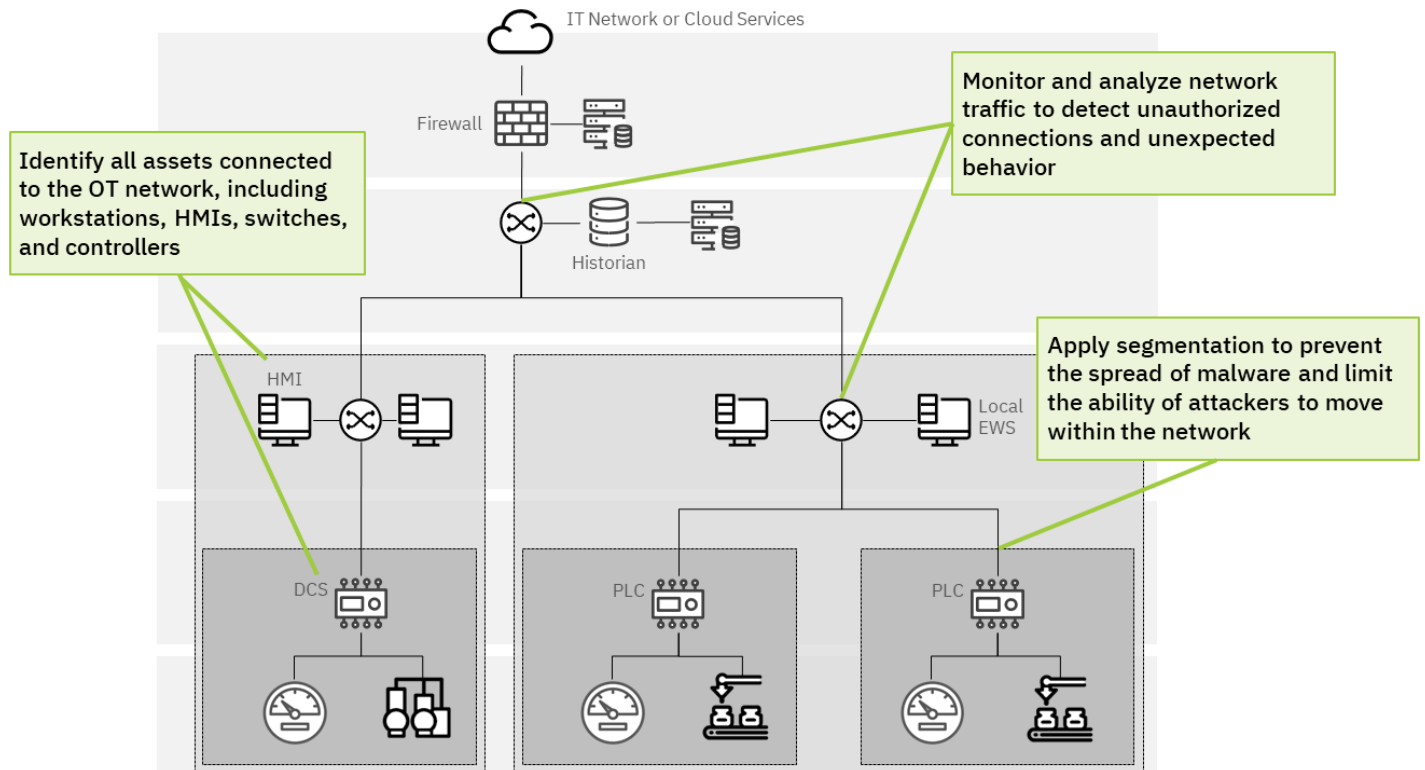 IT Network or Cloud Services
Monitor and analyze network
traffic to detect unauthorized
connections and unexpected
behavior
Firewall
Identify all assets connected
to the OT network, including
workstations, HMIs, switches,
and controllers
Historian
Apply segmentation to prevent
the spread of malware and limit
the ability of attackers to move
within the network
HMI
Local
EWS
DCS
PLC
PLC